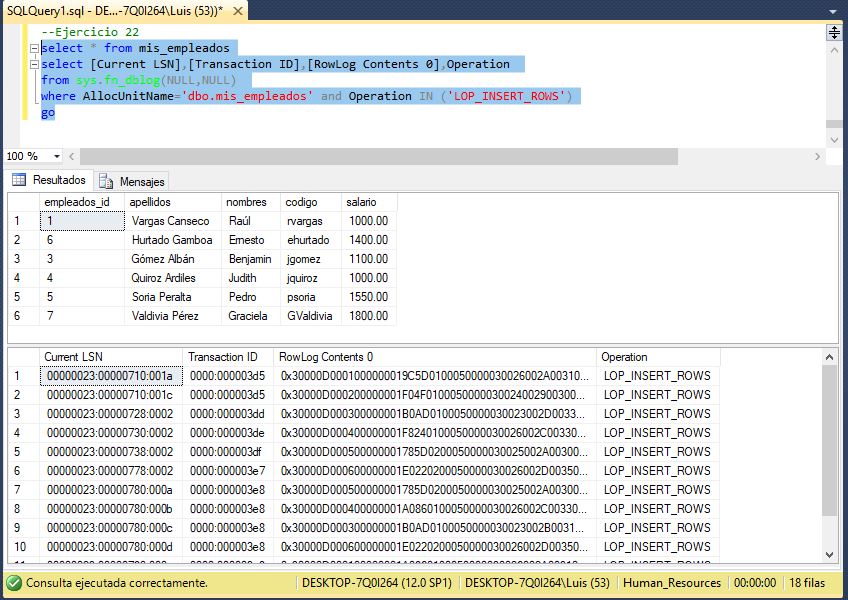 SQLQuery1.sql - DE...-7Q0I264\Luis (53))*
--Ejercicio 22
select * from mis_empleados
select [Current LSN],[Transaction ID],[RowLog Contents 0],Operation
from sys.fn_dblog(NULL,NULL)
where AllocUnitName='dbo.mis_empleados' and Operation IN ('LOP_INSERT_ROWS')
go
100 %
Resultados Mensajes
empleados_id apellidos nombres codigo salario
1 1 Vargas Canseco Raúl rvargas 1000.00
2 6 Hurtado Gamboa Ernesto ehurtado 1400.00
3 3 Gómez Albán Benjamin jgomez 1100.00
4 4 Quiroz Ardiles Judith jquiroz 1000.00
5 5 Soria Peralta Pedro psoria 1550.00
6 7 Valdivia Pérez Graciela GValdivia 1800.00
Current LSN Transaction ID RowLog Contents 0 Operation
1 00000023:00000710:001a 0000:000003d5 0x30000D0001000000019C5D0100050000030026002A00310... LOP_INSERT_ROWS
2 00000023:00000710:001c 0000:000003d5 0x30000D000200000001F04F0100050000030024002900300... LOP_INSERT_ROWS
3 00000023:00000728:0002 0000:000003dd 0x30000D000300000001B0AD010005000003002300​2D0033... LOP_INSERT_ROWS
4 00000023:00000730:0002 0000:000003de 0x30000D000400000001F8240100050000030026002C00330... LOP_INSERT_ROWS
5 00000023:00000738:0002 0000:000003df 0x30000D000500000001785D0200050000030025002A00300... LOP_INSERT_ROWS
6 00000023:00000778:0002 0000:000003e7 0x30000D000600000001E0220200050000030026002D00350... LOP_INSERT_ROWS
7 00000023:00000780:000a 0000:000003e8 0x30000D000500000001785D0200050000030025002A00300... LOP_INSERT_ROWS
8 00000023:00000780:000b 0000:000003e8 0x30000D000400000001A0860100050000030026002C00330... LOP_INSERT_ROWS
9 00000023:00000780:000c 0000:000003e8 0x30000D000300000001B0AD0100050000030023002B0031... LOP_INSERT_ROWS
10 00000023:00000780:000d 0000:000003e8 0x30000D000600000001E0220200050000030026002D00350... LOP_INSERT_ROWS
Consulta ejecutada correctamente. DESKTOP-7Q0I264 (12.0 SP1) DESKTOP-7Q0I264\Luis (53) Human_Resources 00:00:00 18 filas